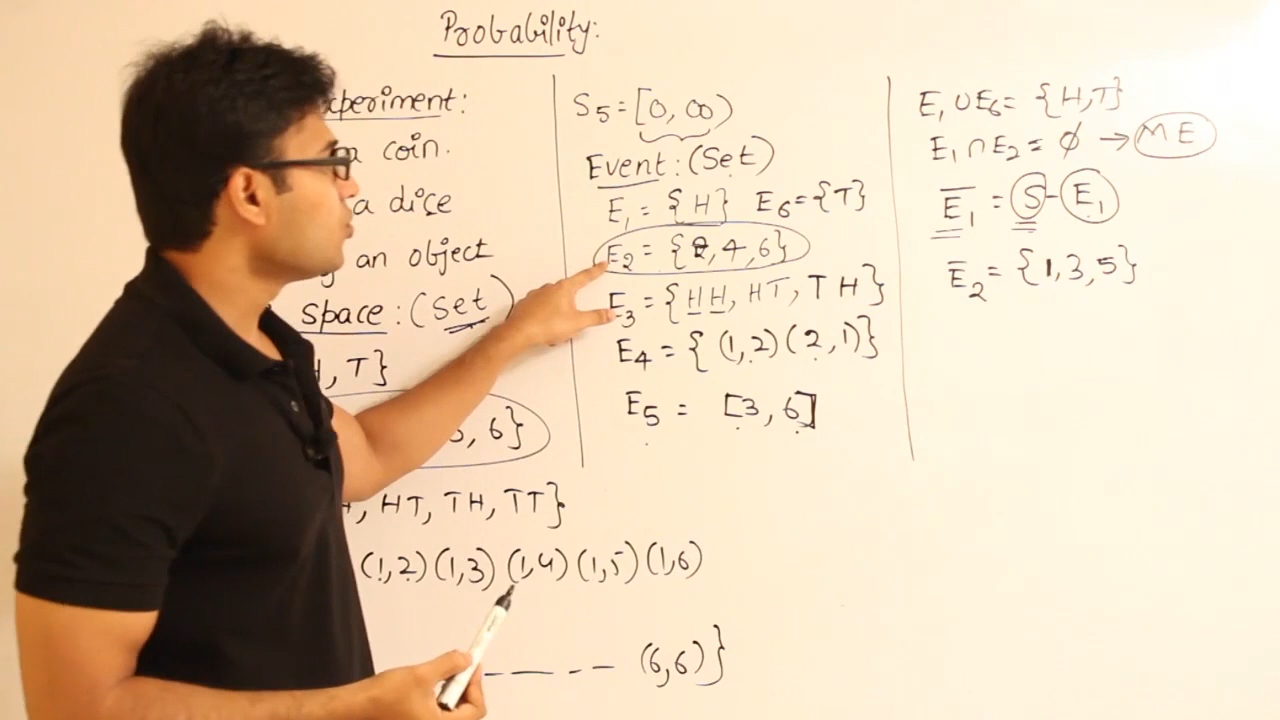 Probability:
xperiment:
a coin.
a dice
g an object
space: (Set)
H, T}
5, 6}
H, HT, TH, TT}
(1,2) (1,3) (1,4) (1,5) (1,6)
(6,6)}
S5 = [0, ∞)
Event: (Set)
E1 = {H} E6 = {T}
E2 = {2, 4, 6}
E3 = {HH, HT, TH}
E4 = {(1,2) (2,1)}
E5 = [3, 6]
E1 ∪ E6 = {H,T}
E1 ∩ E2 = ϕ → ME
E̅1 = S - E1
E̅2 = {1,3,5}